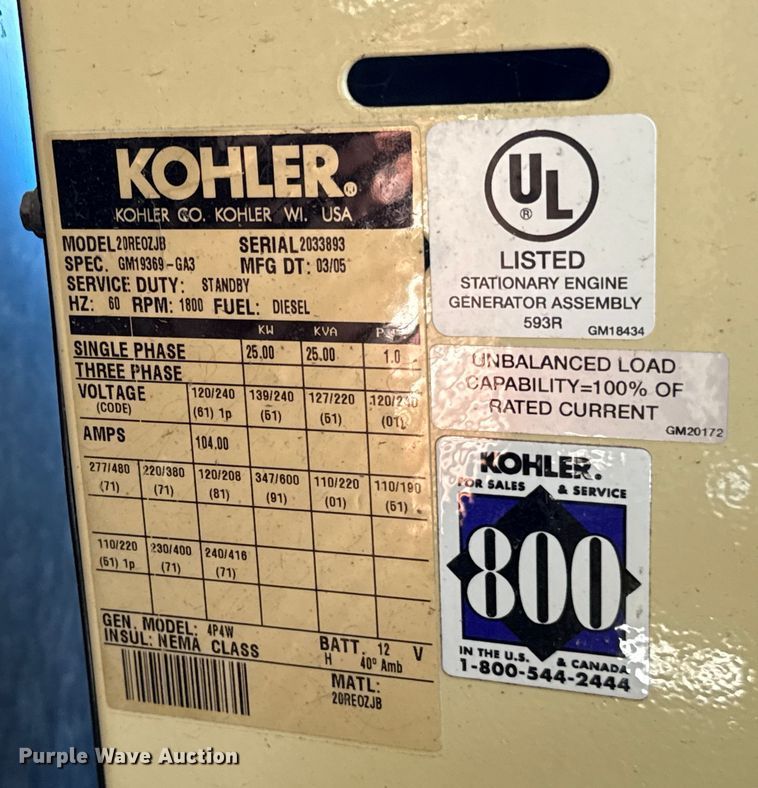 KOHLER®
KOHLER CO. KOHLER WI. USA
MODEL 20REOZJB SERIAL 2033893
SPEC. GM19369-GA3 MFG DT: 03/05
SERVICE DUTY: STANDBY
HZ: 60 RPM: 1800 FUEL: DIESEL
KW KVA
SINGLE PHASE 25.00 25.00 1.0
THREE PHASE
VOLTAGE 120/240 139/240 127/220 120/240
(CODE) (61) 1p (51) (51) (01)
AMPS 104.00
277/480 220/380 120/208 347/600 110/220 110/190
(71) (71) (81) (91) (01) (51)
110/220 230/400 240/416
(51) 1p (71) (71)
GEN. MODEL: 4P4W BATT. 12 V
INSUL: NEMA CLASS H 40º Amb
MATL:
20REOZJB
UL®
LISTED
STATIONARY ENGINE
GENERATOR ASSEMBLY
593R
GM18434
UNBALANCED LOAD
CAPABILITY=100% OF
RATED CURRENT
GM20172
KOHLER®
FOR SALES & SERVICE
800
IN THE U.S. & CANADA
1-800-544-2444
Purple Wave Auction